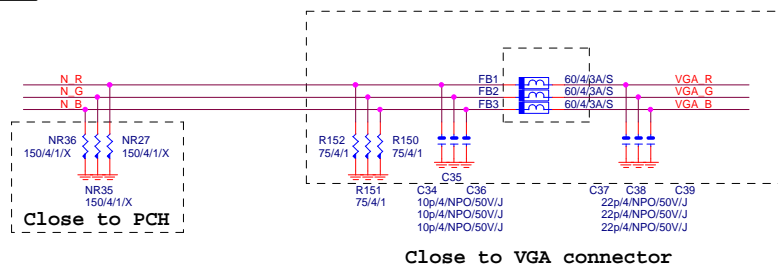 N_R FB1 60/4/3A/S VGA_R
N_G FB2 60/4/3A/S VGA_G
N_B FB3 60/4/3A/S VGA_B
NR36 NR27 R152 R150
150/4/1/X 150/4/1/X 75/4/1 75/4/1
C35
NR35 R151 C34 C36 C37 C38 C39
150/4/1/X 75/4/1 10p/4/NPO/50V/J 22p/4/NPO/50V/J
10p/4/NPO/50V/J 22p/4/NPO/50V/J
10p/4/NPO/50V/J 22p/4/NPO/50V/J
Close to PCH
Close to VGA connector